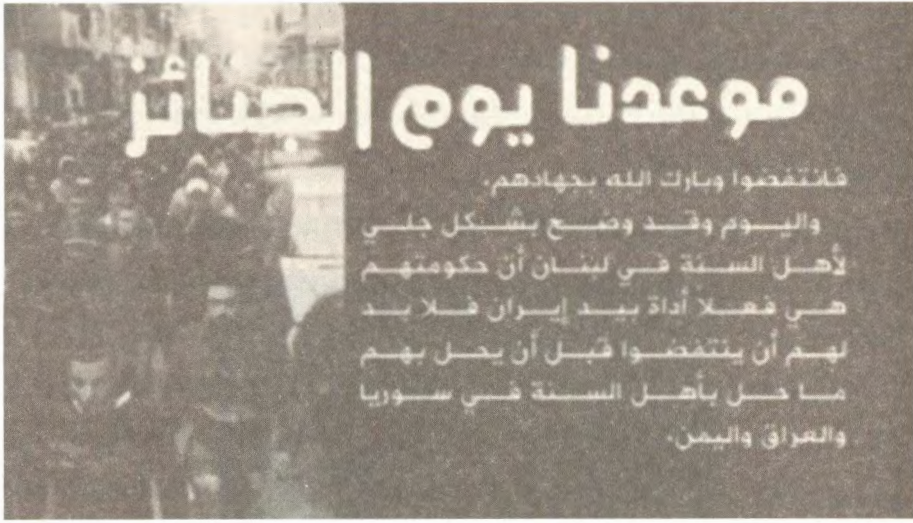 موعدنا يوم الجنائز
فانتفضوا وبارك الله بجهادهم.
واليوم وقد وضح بشكل جلي
لأهل السنة في لبنان أن حكومتهم
هي فعلاً أداة بيد إيران فلا بد
لهم أن ينتفضوا قبل أن يحل بهم
ما حل بأهل السنة في سوريا
والعراق واليمن.